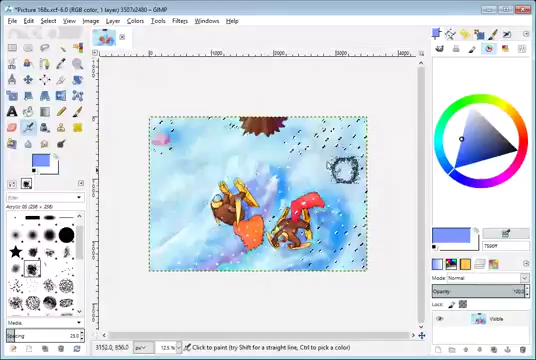 *Picture 168x.xcf-6.0 (RGB color, 1 layer) 3507x2480 – GIMP
File Edit Select View Image Layer Colors Tools Filters Windows Help
Filter
Acrylic 05 (256 × 256)
Media,
Spacing 25.0
3152.0, 856.0 px 12.5 % Click to paint (try Shift for a straight line, Ctrl to pick a color)
Mode Normal
Opacity 100.0
Lock:
Visible